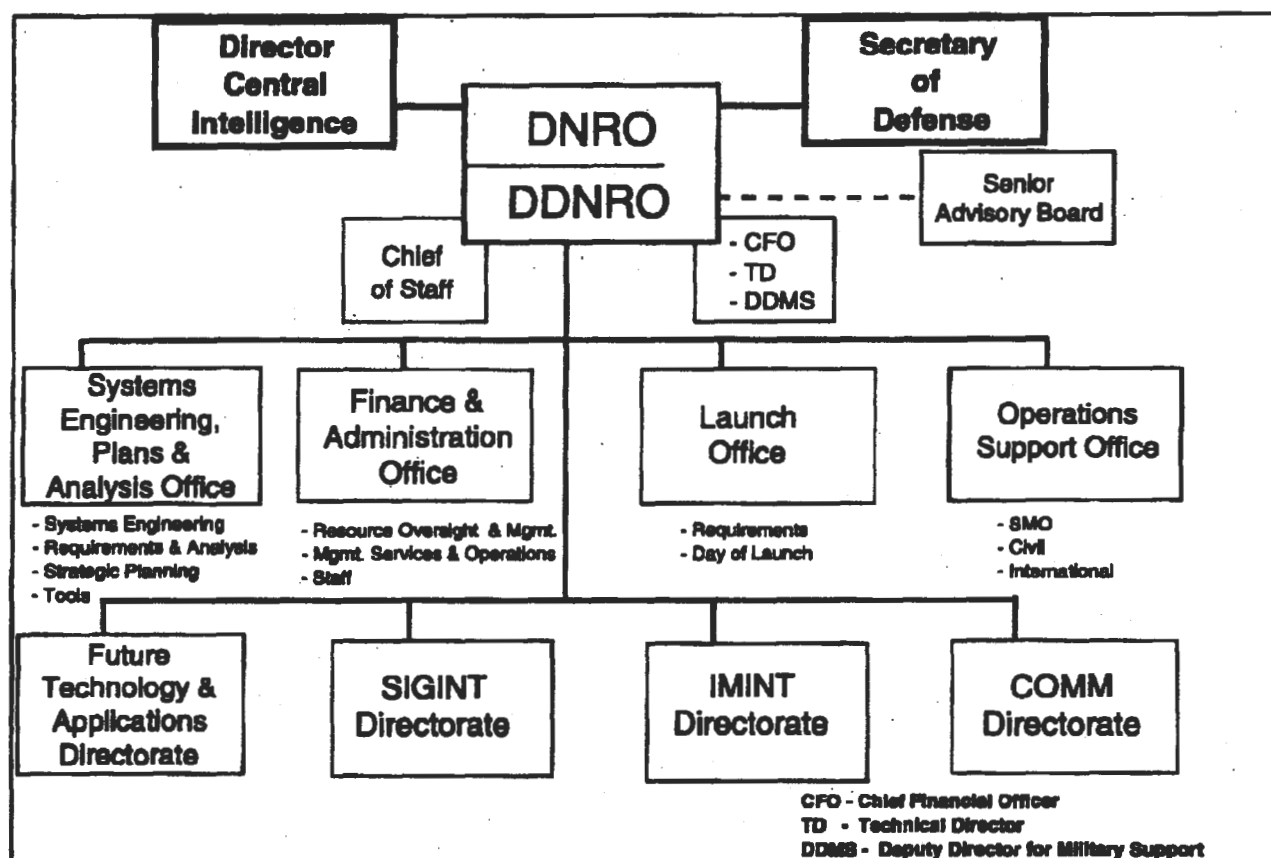 Director
Central
Intelligence
Secretary
of
Defense
DNRO
DDNRO
Senior
Advisory Board
Chief
of Staff
- CFO
- TD
- DDMS
Systems
Engineering,
Plans &
Analysis Office
- Systems Engineering
- Requirements & Analysis
- Strategic Planning
- Tools
Finance &
Administration
Office
- Resource Oversight & Mgmt.
- Mgmt. Services & Operations
- Staff
Launch
Office
- Requirements
- Day of Launch
Operations
Support Office
- SMO
- Civil
- International
Future
Technology &
Applications
Directorate
SIGINT
Directorate
IMINT
Directorate
COMM
Directorate
CFO - Chief Financial Officer
TD - Technical Director
DDMS - Deputy Director for Military Support